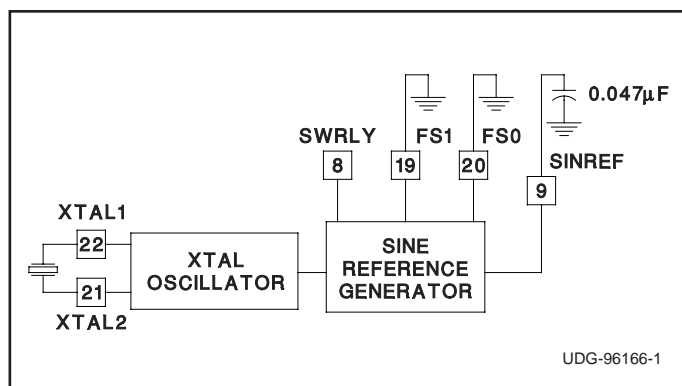 0.047µF
SWRLY
FS1
FS0
SINREF
8
19
20
9
XTAL1
22
XTAL
OSCILLATOR
SINE
REFERENCE
GENERATOR
21
XTAL2
UDG-96166-1